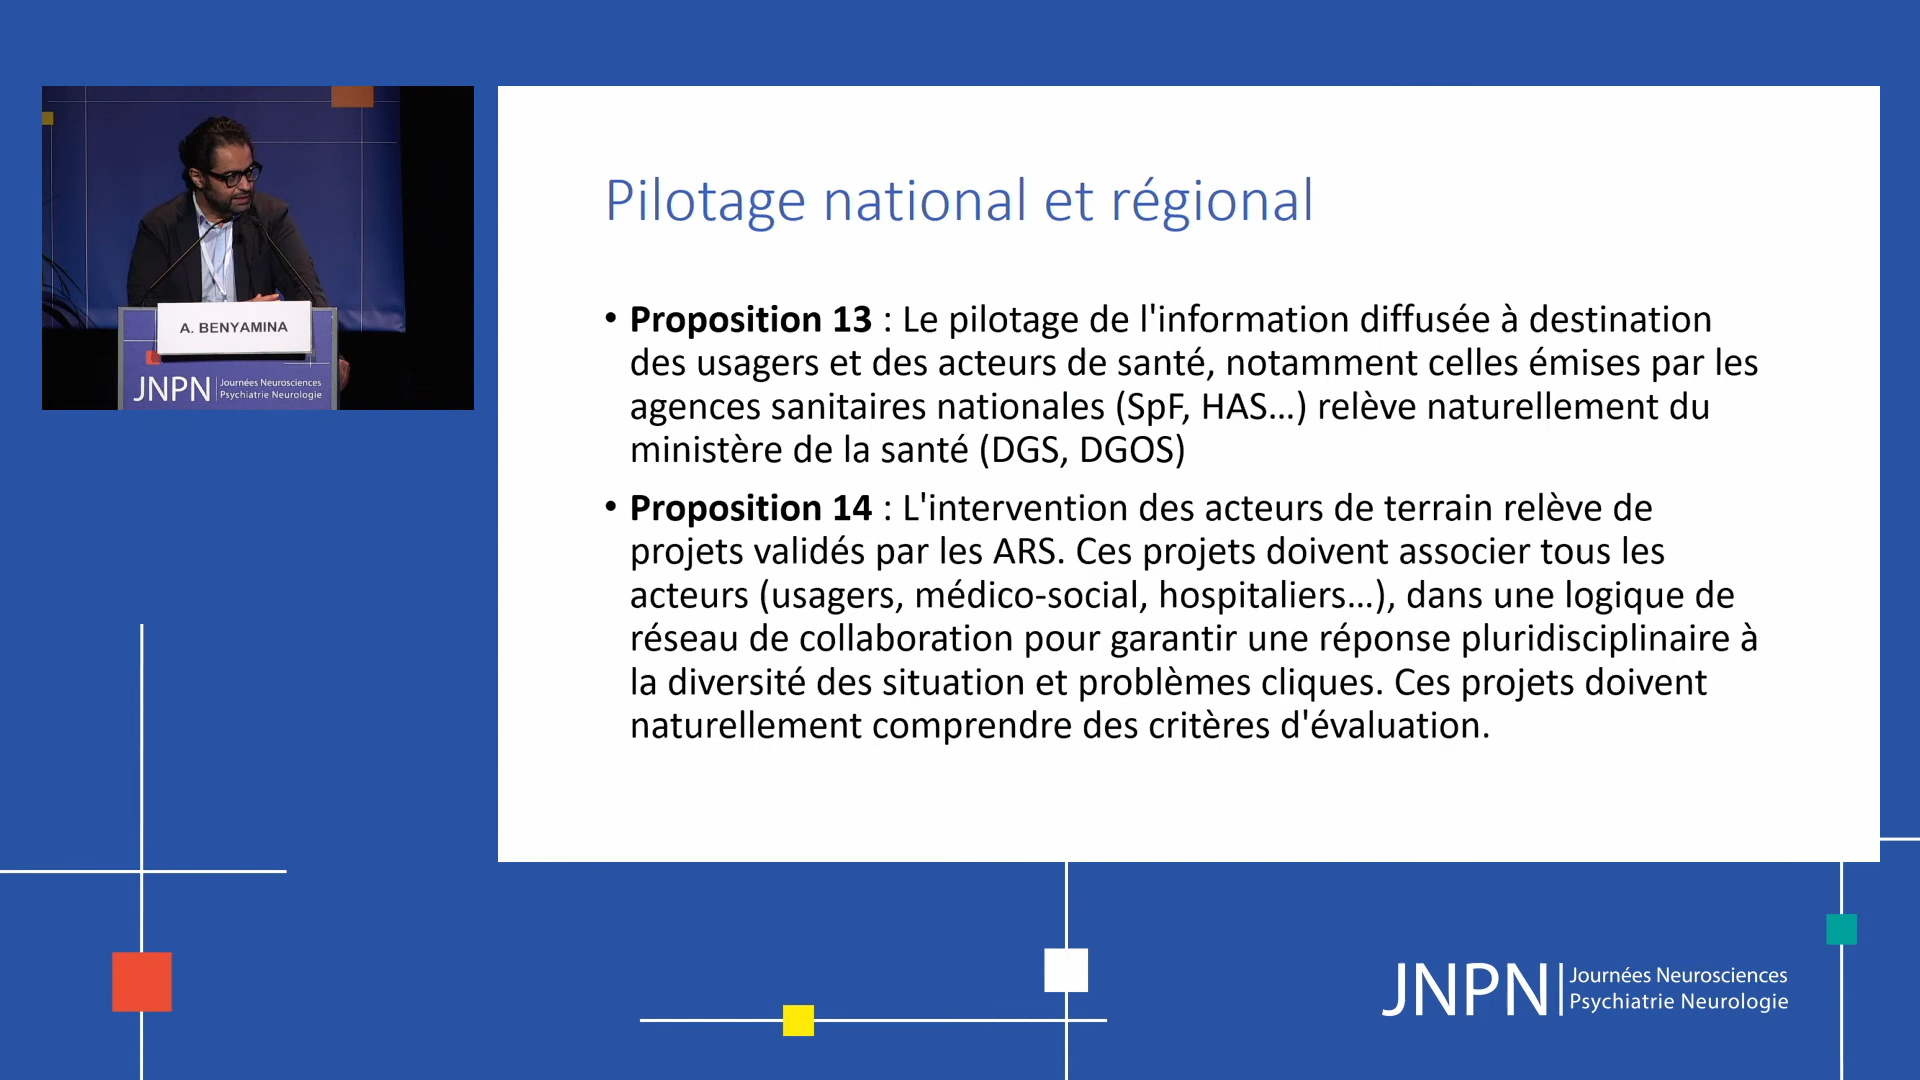 A. BENYAMINA
JNPN
Journées Neurosciences
Psychiatrie Neurologie
Pilotage national et régional
• Proposition 13 : Le pilotage de l'information diffusée à destination
des usagers et des acteurs de santé, notamment celles émises par les
agences sanitaires nationales (SpF, HAS...) relève naturellement du
ministère de la santé (DGS, DGOS)
• Proposition 14 : L'intervention des acteurs de terrain relève de
projets validés par les ARS. Ces projets doivent associer tous les
acteurs (usagers, médico-social, hospitaliers...), dans une logique de
réseau de collaboration pour garantir une réponse pluridisciplinaire à
la diversité des situation et problèmes cliques. Ces projets doivent
naturellement comprendre des critères d'évaluation.
JNPN
Journées Neurosciences
Psychiatrie Neurologie